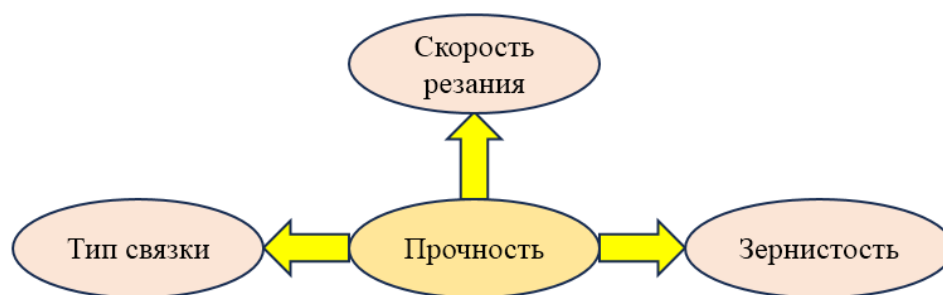 Скорость
резания
Тип связки
Прочность
Зернистость